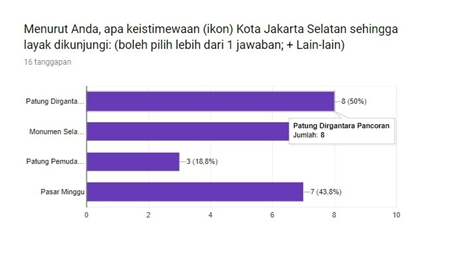 Menurut Anda, apa keistimewaan (ikon) Kota Jakarta Selatan sehingga
layak dikunjungi: (boleh pilih lebih dari 1 jawaban; + Lain-lain)
16 tanggapan
Patung Dirganta…
8 (50%)
Patung Dirgantara Pancoran
Jumlah: 8
Monumen Sela…
Patung Pemuda…
3 (18,8%)
Pasar Minggu
7 (43,8%)
0 2 4 6 8 10